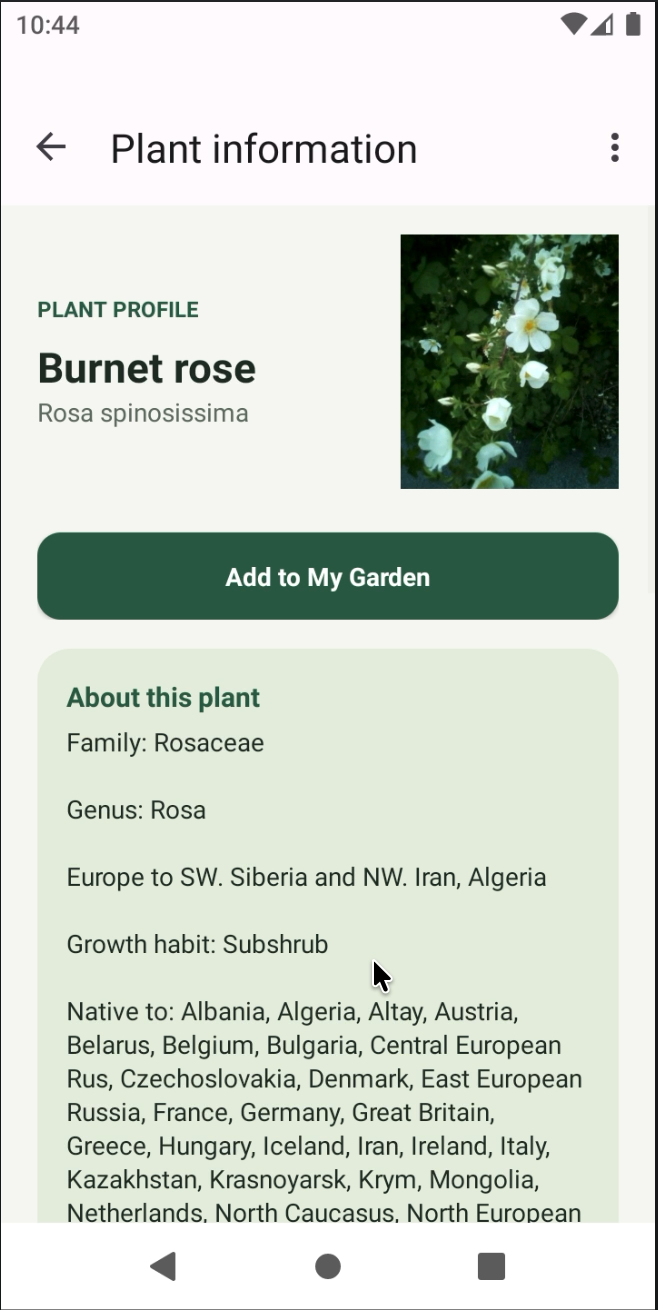 10:44
Plant information
PLANT PROFILE
Burnet rose
Rosa spinosissima
Add to My Garden
About this plant
Family: Rosaceae
Genus: Rosa
Europe to SW. Siberia and NW. Iran, Algeria
Growth habit: Subshrub
Native to: Albania, Algeria, Altay, Austria,
Belarus, Belgium, Bulgaria, Central European
Rus, Czechoslovakia, Denmark, East European
Russia, France, Germany, Great Britain,
Greece, Hungary, Iceland, Iran, Ireland, Italy,
Kazakhstan, Krasnoyarsk, Krym, Mongolia,
Netherlands, North Caucasus, North European